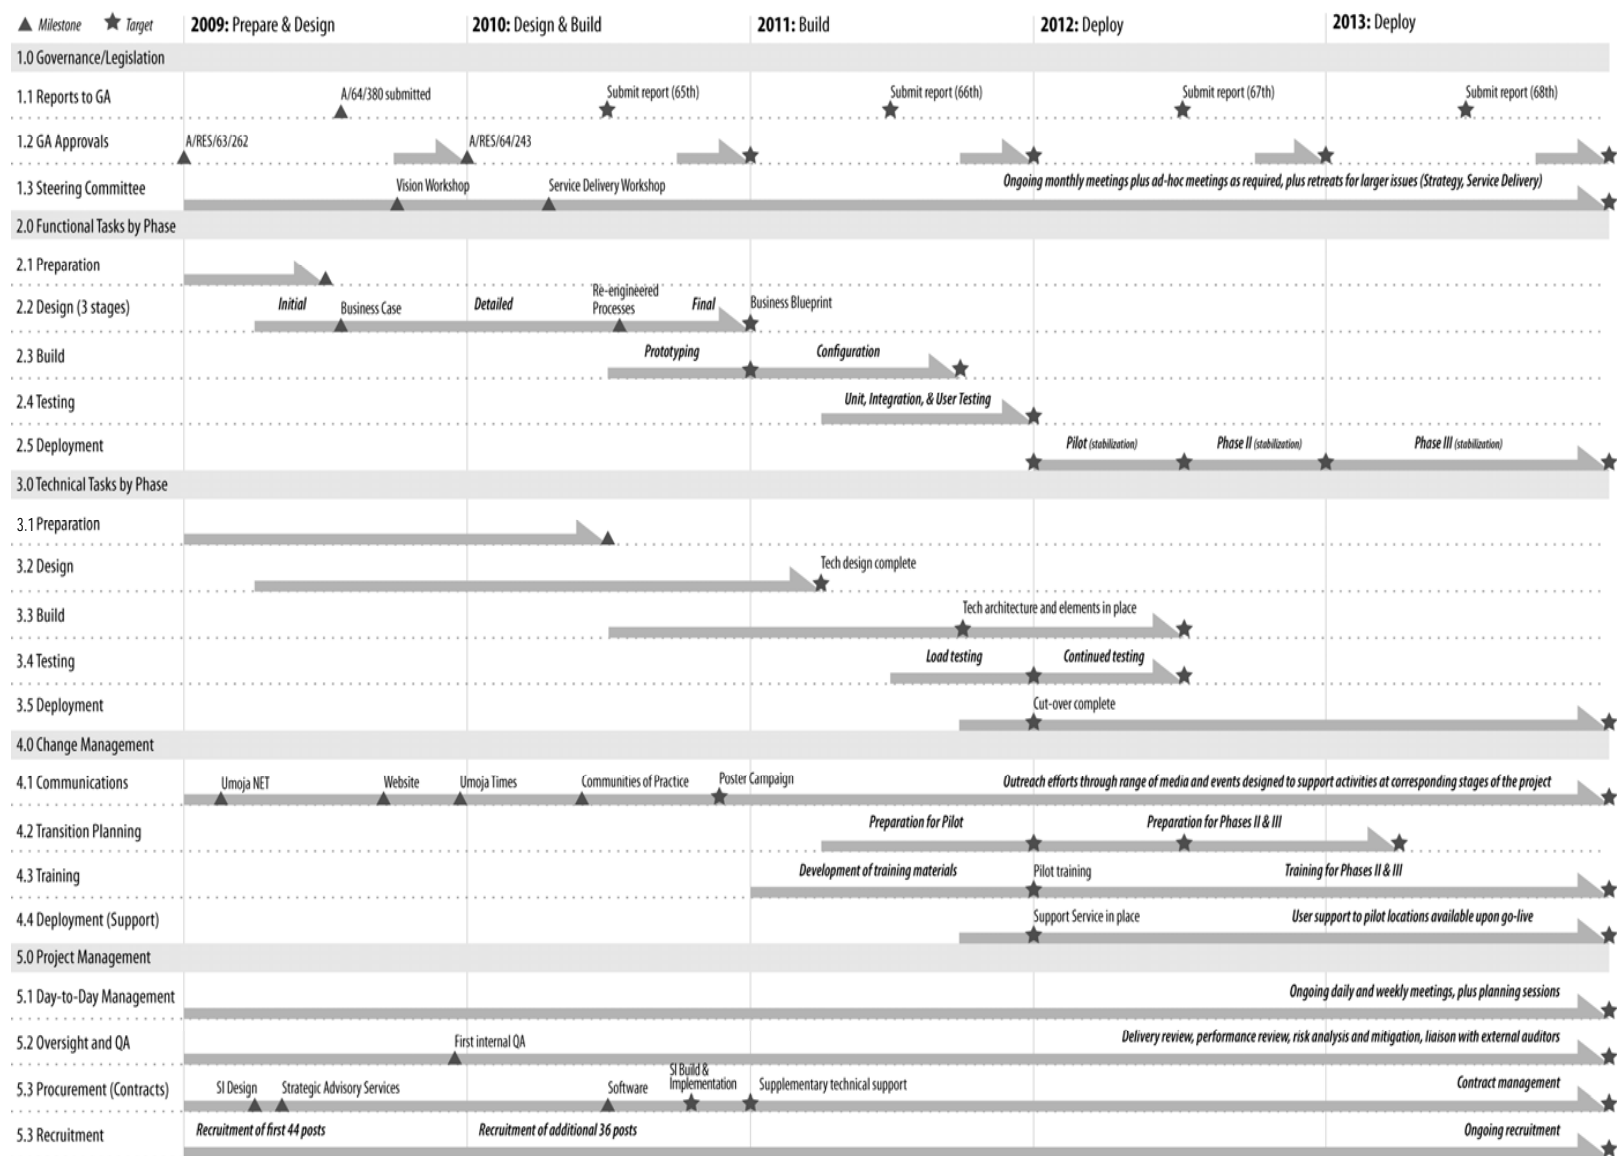 Milestone Target 2009: Prepare & Design 2010: Design & Build 2011: Build 2012: Deploy 2013: Deploy
1.0 Governance/Legislation
1.1 Reports to GA A/64/380 submitted Submit report (65th) Submit report (66th) Submit report (67th) Submit report (68th)
1.2 GA Approvals A/RES/63/262 A/RES/64/243
1.3 Steering Committee Vision Workshop Service Delivery Workshop Ongoing monthly meetings plus ad-hoc meetings as required, plus retreats for larger issues (Strategy, Service Delivery)
2.0 Functional Tasks by Phase
2.1 Preparation
2.2 Design (3 stages) Initial Business Case Detailed Re-engineered Processes Final Business Blueprint
2.3 Build Prototyping Configuration
2.4 Testing Unit, Integration, & User Testing
2.5 Deployment Pilot (stabilization) Phase II (stabilization) Phase III (stabilization)
3.0 Technical Tasks by Phase
3.1 Preparation
3.2 Design Tech design complete
3.3 Build Tech architecture and elements in place
3.4 Testing Load testing Continued testing
3.5 Deployment Cut-over complete
4.0 Change Management
4.1 Communications Umoja NET Website Umoja Times Communities of Practice Poster Campaign Outreach efforts through range of media and events designed to support activities at corresponding stages of the project
4.2 Transition Planning Preparation for Pilot Preparation for Phases II & III
4.3 Training Development of training materials Pilot training Training for Phases II & III
4.4 Deployment (Support) Support Service in place User support to pilot locations available upon go-live
5.0 Project Management
5.1 Day-to-Day Management Ongoing daily and weekly meetings, plus planning sessions
5.2 Oversight and QA First internal QA Delivery review, performance review, risk analysis and mitigation, liaison with external auditors
5.3 Procurement (Contracts) SI Design Strategic Advisory Services Software SI Build & Implementation Supplementary technical support Contract management
5.3 Recruitment Recruitment of first 44 posts Recruitment of additional 36 posts Ongoing recruitment